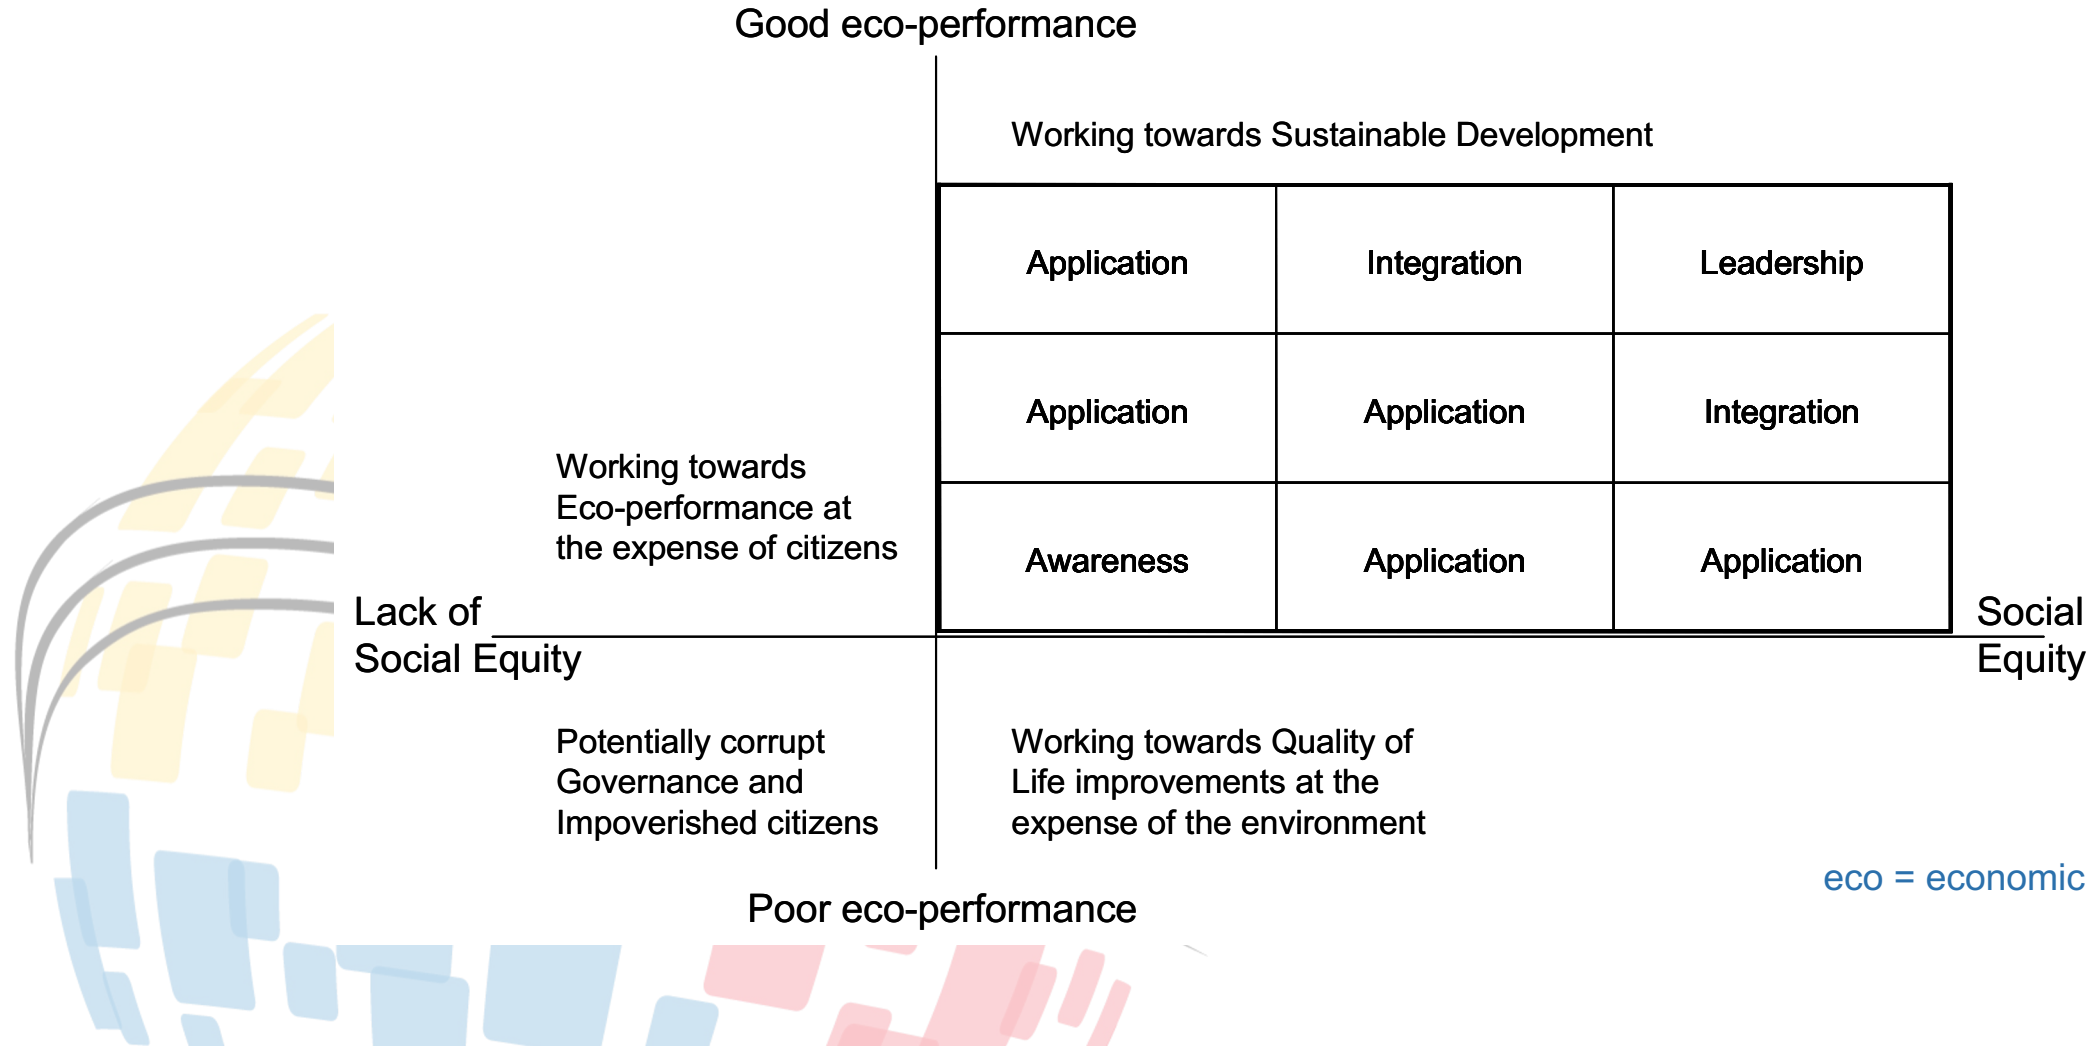 Good eco-performance
Working towards Sustainable Development
Application Integration Leadership
Application Application Integration
Working towards
Eco-performance at
the expense of citizens
Awareness Application Application
Lack of
Social Equity
Social
Equity
Potentially corrupt
Governance and
Impoverished citizens
Working towards Quality of
Life improvements at the
expense of the environment
eco = economic
Poor eco-performance